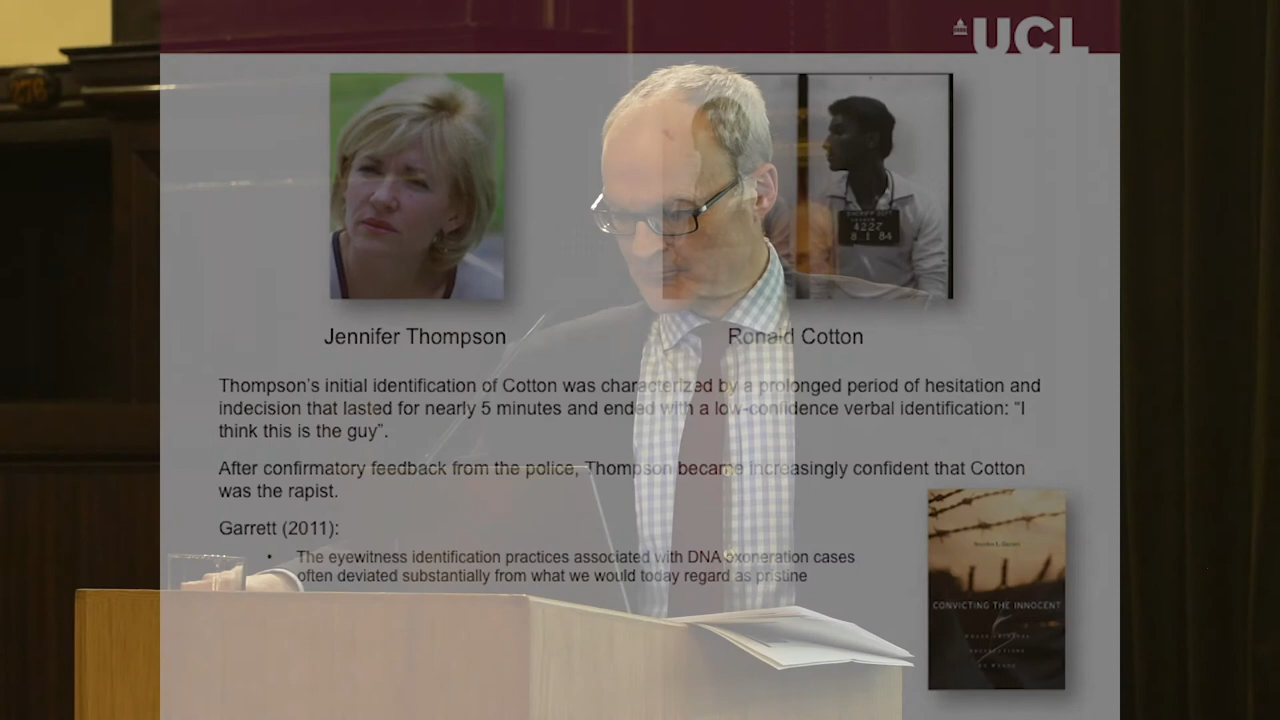 UCL
Jennifer Thompson
Ronald Cotton
4227
8 1 84
Thompson’s initial identification of Cotton was characterized by a prolonged period of hesitation and
indecision that lasted for nearly 5 minutes and ended with a low-confidence verbal identification: “I
think this is the guy”.
After confirmatory feedback from the police, Thompson became increasingly confident that Cotton
was the rapist.
Garrett (2011):
• The eyewitness identification practices associated with DNA exoneration cases
often deviated substantially from what we would today regard as pristine
CONVICTING THE INNOCENT